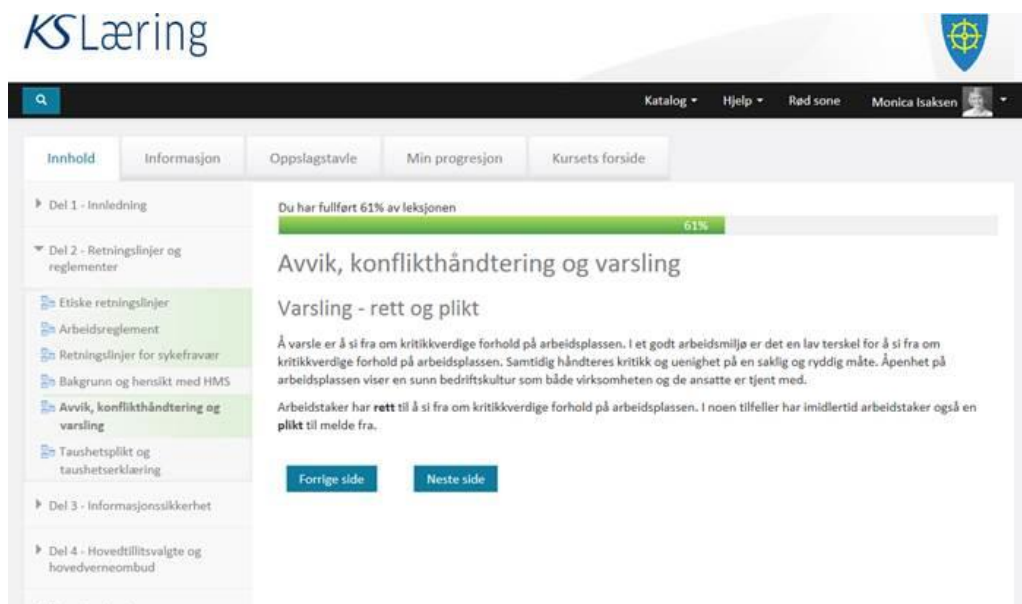 KS Læring
Katalog Hjelp Rød sone Monica Isaksen
Innhold Informasjon Oppslagstavle Min progresjon Kursets forside
Del 1 - Innledning
Del 2 - Retningslinjer og
reglementer
Etiske retningslinjer
Arbeidsreglement
Retningslinjer for sykefravær
Bakgrunn og hensikt med HMS
Avvik, konflikthåndtering og
varsling
Taushetsplikt og
taushetserklæring
Del 3 - Informasjonssikkerhet
Del 4 - Hovedtillitsvalgte og
hovedverneombud
Du har fullført 61% av leksjonen
61%
Avvik, konflikthåndtering og varsling
Varsling - rett og plikt
Å varsle er å si fra om kritikkverdige forhold på arbeidsplassen. I et godt arbeidsmiljø er det en lav terskel for å si fra om
kritikkverdige forhold på arbeidsplassen. Samtidig håndteres kritikk og uenighet på en saklig og ryddig måte. Åpenhet på
arbeidsplassen viser en sunn bedriftskultur som både virksomheten og de ansatte er tjent med.
Arbeidstaker har rett til å si fra om kritikkverdige forhold på arbeidsplassen. I noen tilfeller har imidlertid arbeidstaker også en
plikt til melde fra.
Forrige side Neste side